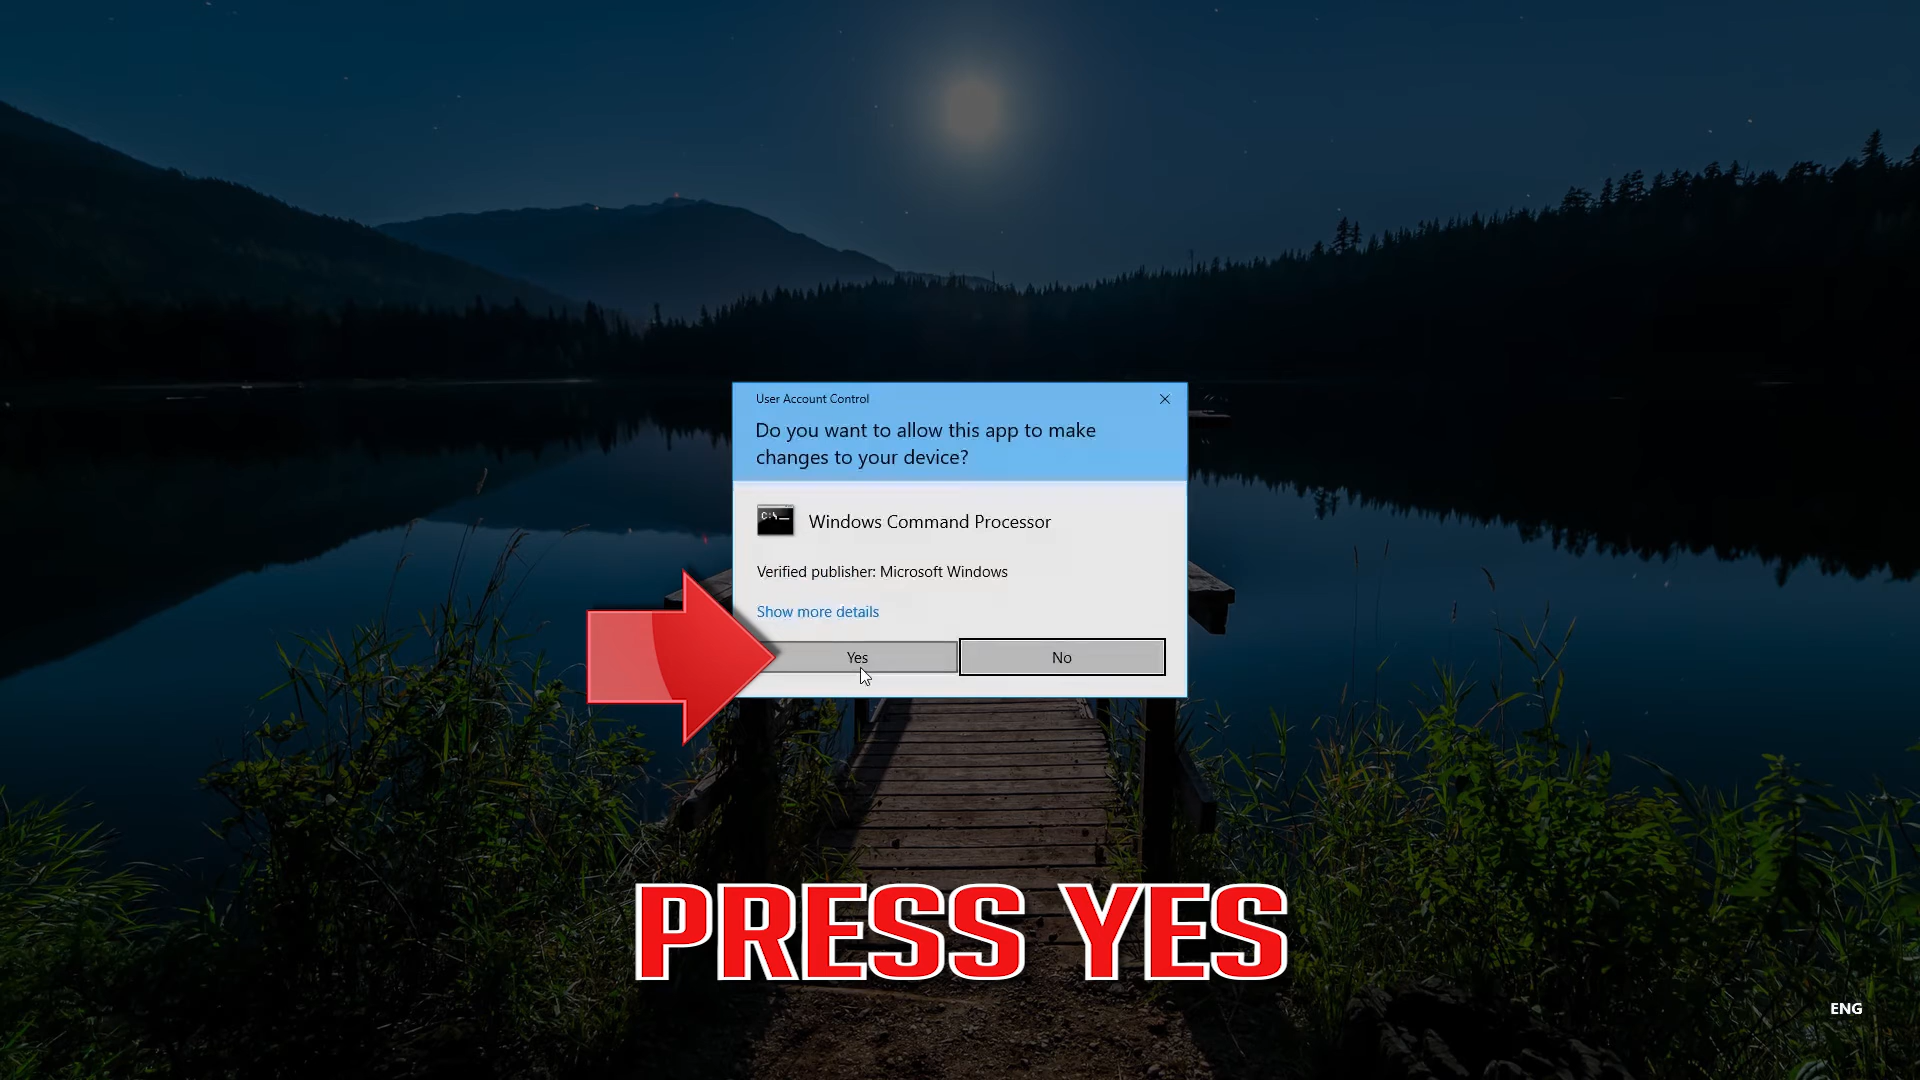 User Account Control
Do you want to allow this app to make
changes to your device?
C:\_
Windows Command Processor
Verified publisher: Microsoft Windows
Show more details
Yes
No
PRESS YES
ENG